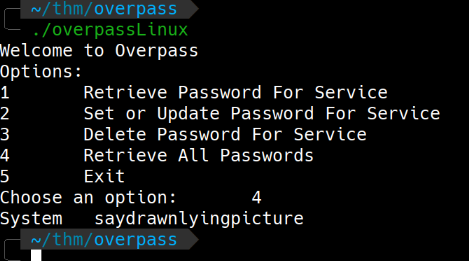 ~/thm/overpass
./overpassLinux
Welcome to Overpass
Options:
1	Retrieve Password For Service
2	Set or Update Password For Service
3	Delete Password For Service
4	Retrieve All Passwords
5	Exit
Choose an option:	4
System	saydrawnlyingpicture
~/thm/overpass